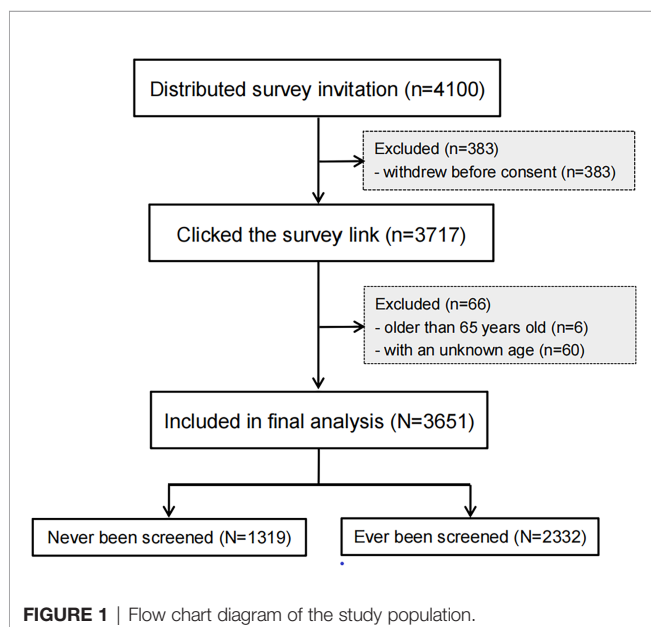 Distributed survey invitation (n=4100)
Excluded (n=383)
- withdrew before consent (n=383)
Clicked the survey link (n=3717)
Excluded (n=66)
- older than 65 years old (n=6)
- with an unknown age (n=60)
Included in final analysis (N=3651)
Never been screened (N=1319)
Ever been screened (N=2332)
FIGURE 1 | Flow chart diagram of the study population.